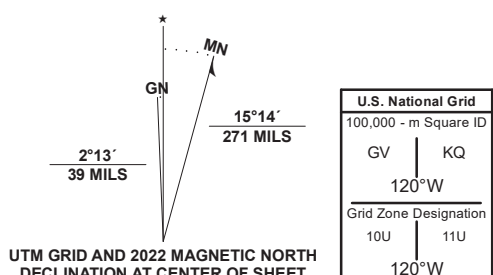 ★
MN
GN
15°14´
271 MILS
2°13´
39 MILS
UTM GRID AND 2022 MAGNETIC NORTH
DECLINATION AT CENTER OF SHEET
U.S. National Grid
100,000 - m Square ID
GV KQ
120°W
Grid Zone Designation
10U 11U
120°W